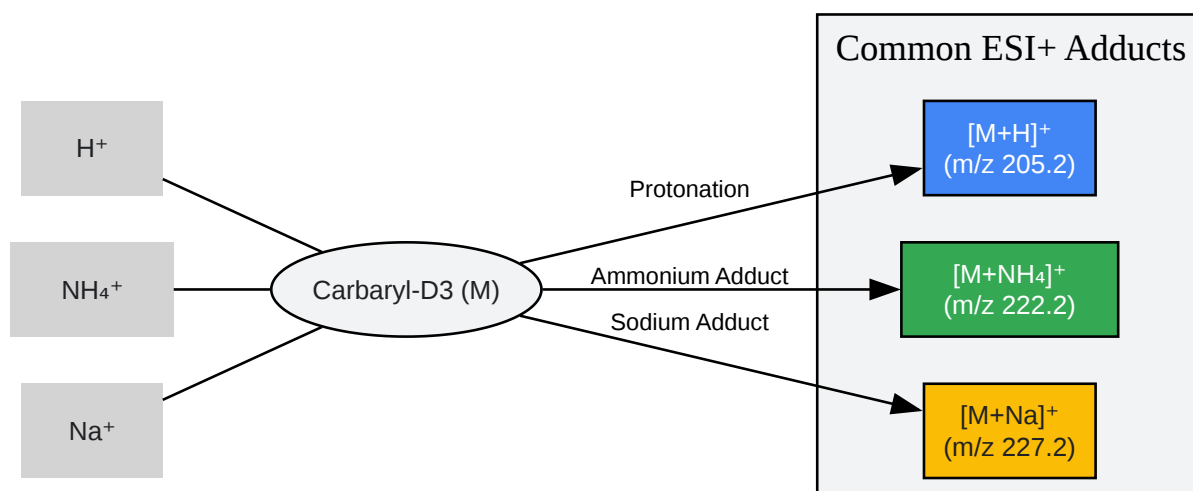 Common ESI+ Adducts
H⁺
[M+H]⁺
(m/z 205.2)
Protonation
NH₄⁺
Carbaryl-D3 (M)
Ammonium Adduct
[M+NH₄]⁺
(m/z 222.2)
Sodium Adduct
Na⁺
[M+Na]⁺
(m/z 227.2)